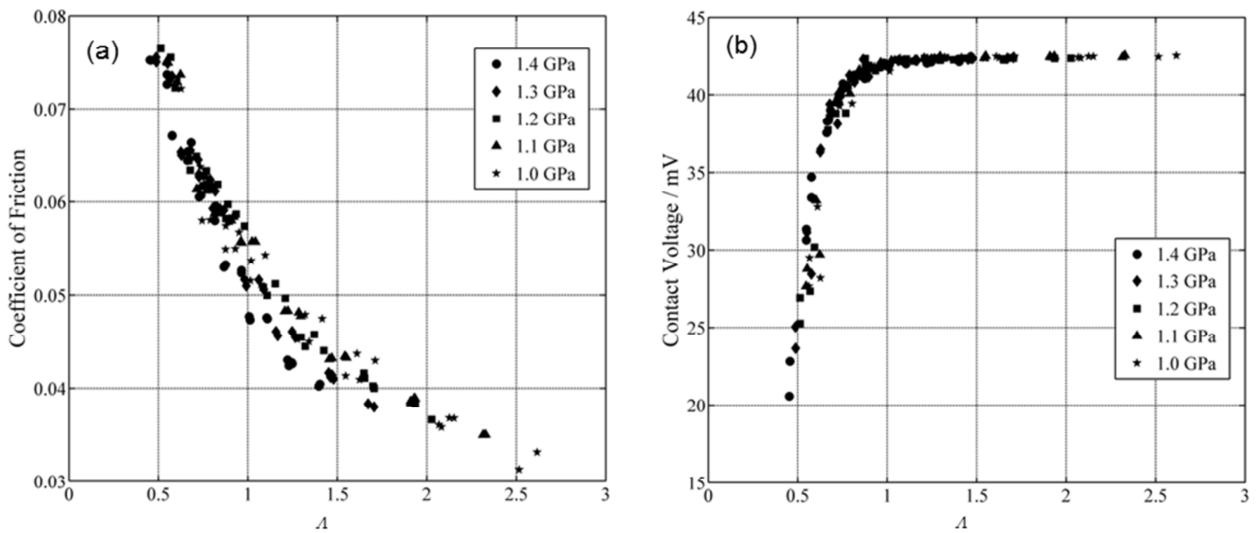 (a)
Coefficient of Friction
0.08
0.07
0.06
0.05
0.04
0.03
0
0.5
1
1.5
2
2.5
3
Λ
1.4 GPa
1.3 GPa
1.2 GPa
1.1 GPa
1.0 GPa
(b)
Contact Voltage / mV
45
40
35
30
25
20
15
0
0.5
1
1.5
2
2.5
3
Λ
1.4 GPa
1.3 GPa
1.2 GPa
1.1 GPa
1.0 GPa